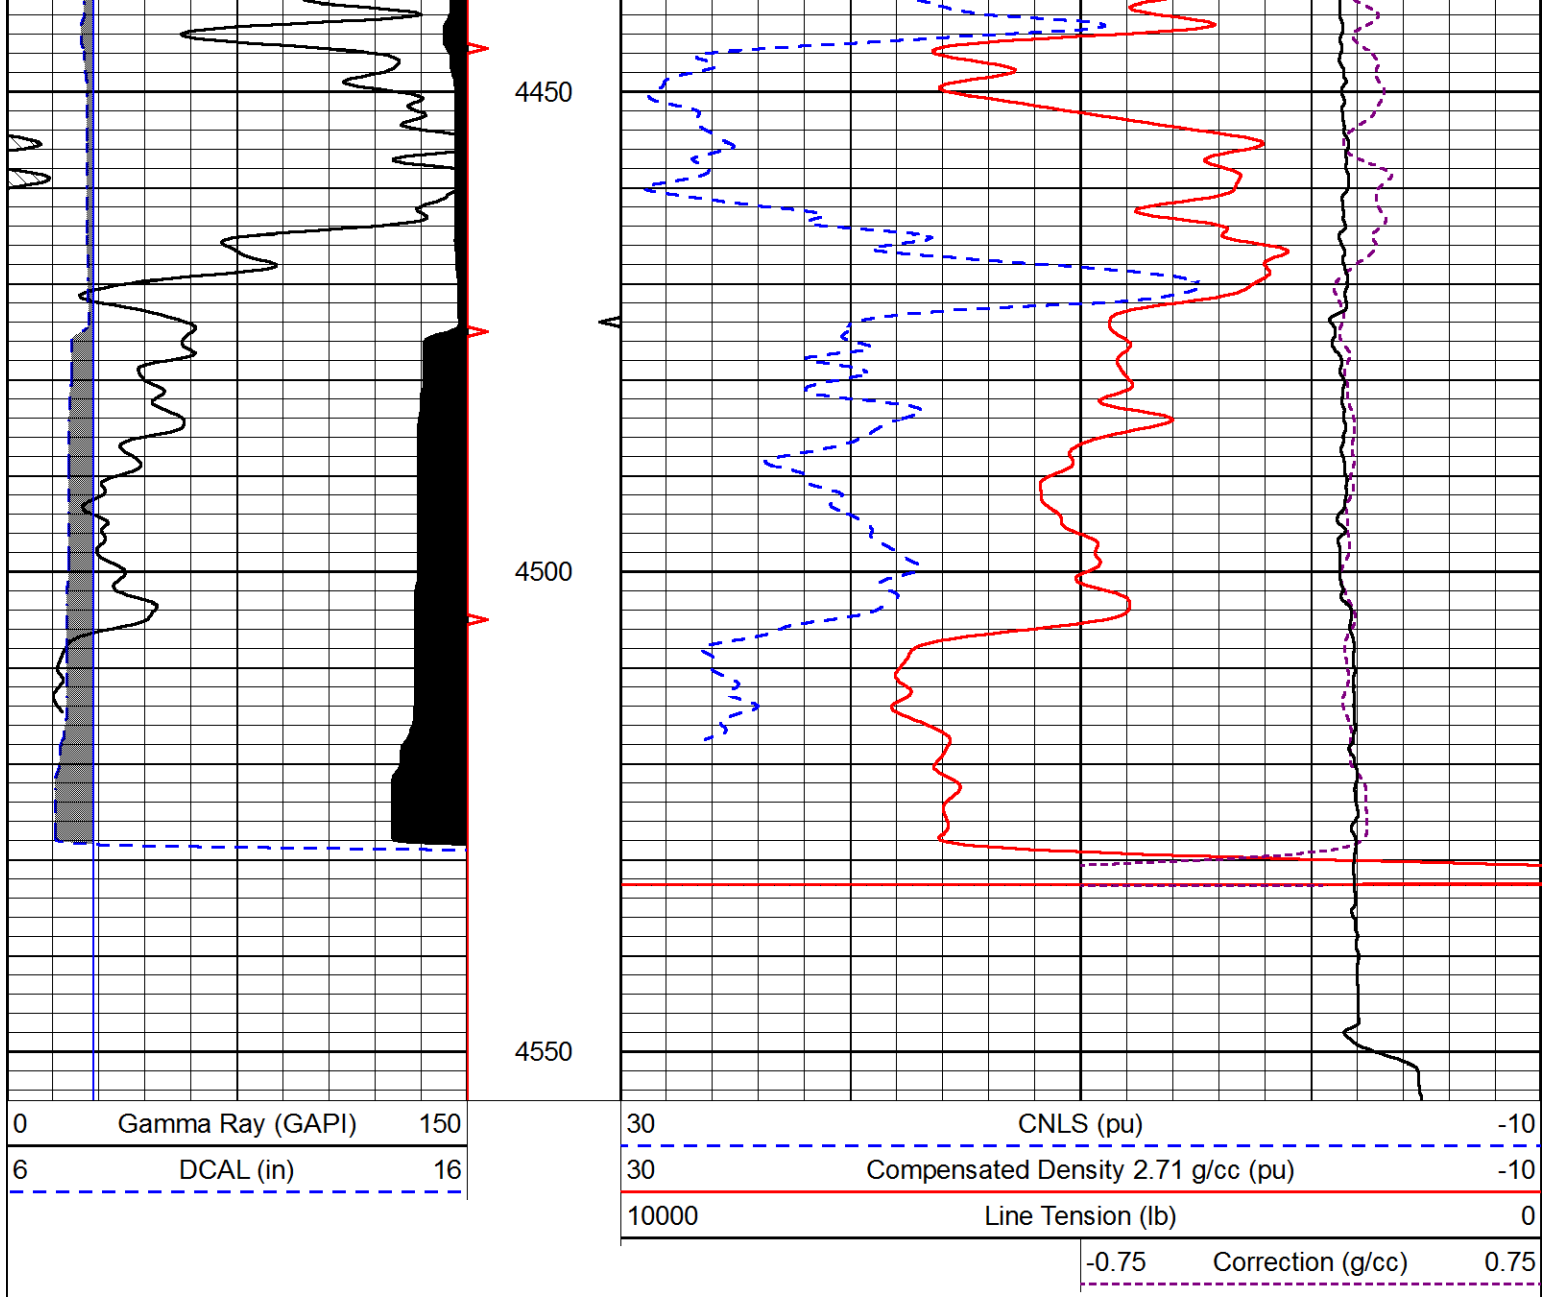 4450
4500
4550
0 Gamma Ray (GAPI) 150
6 DCAL (in) 16
30 CNLS (pu) -10
30 Compensated Density 2.71 g/cc (pu) -10
10000 Line Tension (lb) 0
-0.75 Correction (g/cc) 0.75